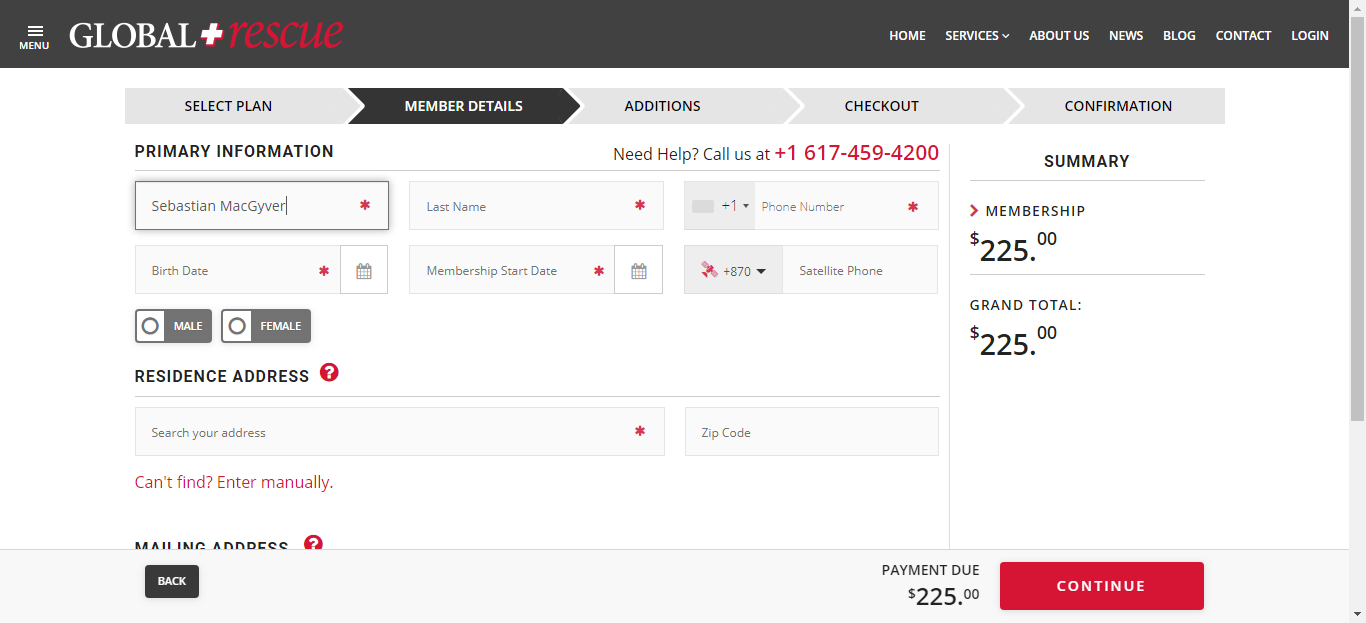 MENU
GLOBAL rescue
HOME SERVICES ABOUT US NEWS BLOG CONTACT LOGIN
SELECT PLAN MEMBER DETAILS ADDITIONS CHECKOUT CONFIRMATION
PRIMARY INFORMATION
Need Help? Call us at +1 617-459-4200
Sebastian MacGyver *
Last Name *
+1 Phone Number *
Birth Date *
Membership Start Date *
+870 Satellite Phone
MALE FEMALE
RESIDENCE ADDRESS ?
Search your address *
Zip Code
Can't find? Enter manually.
MAILING ADDRESS ?
SUMMARY
MEMBERSHIP
$225.00
GRAND TOTAL:
$225.00
BACK
PAYMENT DUE
$225.00
CONTINUE